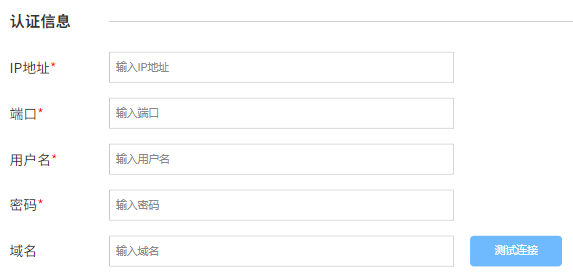 认证信息
IP地址* 输入IP地址
端口* 输入端口
用户名* 输入用户名
密码* 输入密码
域名 输入域名 测试连接